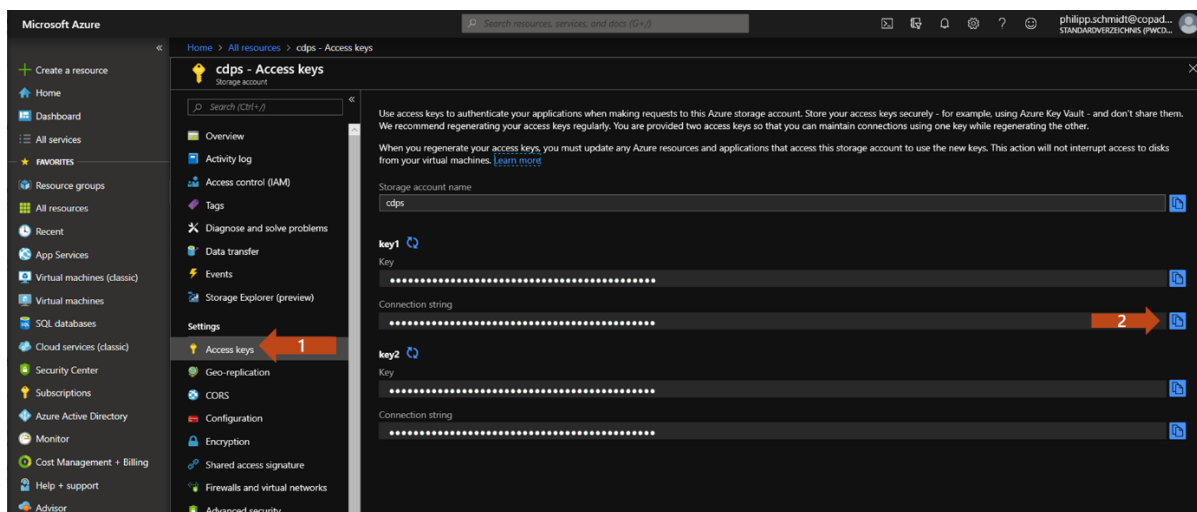 Microsoft Azure
Search resources, services, and docs (G+/)
philipp.schmidt@copad...
STANDARDVERZEICHNIS (PWCD...
Create a resource
Home
Dashboard
All services
FAVORITES
Resource groups
All resources
Recent
App Services
Virtual machines (classic)
Virtual machines
SQL databases
Cloud services (classic)
Security Center
Subscriptions
Azure Active Directory
Monitor
Cost Management + Billing
Help + support
Advisor
Home > All resources > cdps - Access keys
cdps - Access keys
Storage account
Search (Ctrl+/)
Overview
Activity log
Access control (IAM)
Tags
Diagnose and solve problems
Data transfer
Events
Storage Explorer (preview)
Settings
Access keys
1
Geo-replication
CORS
Configuration
Encryption
Shared access signature
Firewalls and virtual networks
Advanced security
Use access keys to authenticate your applications when making requests to this Azure storage account. Store your access keys securely - for example, using Azure Key Vault - and don't share them.
We recommend regenerating your access keys regularly. You are provided two access keys so that you can maintain connections using one key while regenerating the other.
When you regenerate your access keys, you must update any Azure resources and applications that access this storage account to use the new keys. This action will not interrupt access to disks
from your virtual machines. Learn more
Storage account name
cdps
key1
Key
Connection string
2
key2
Key
Connection string